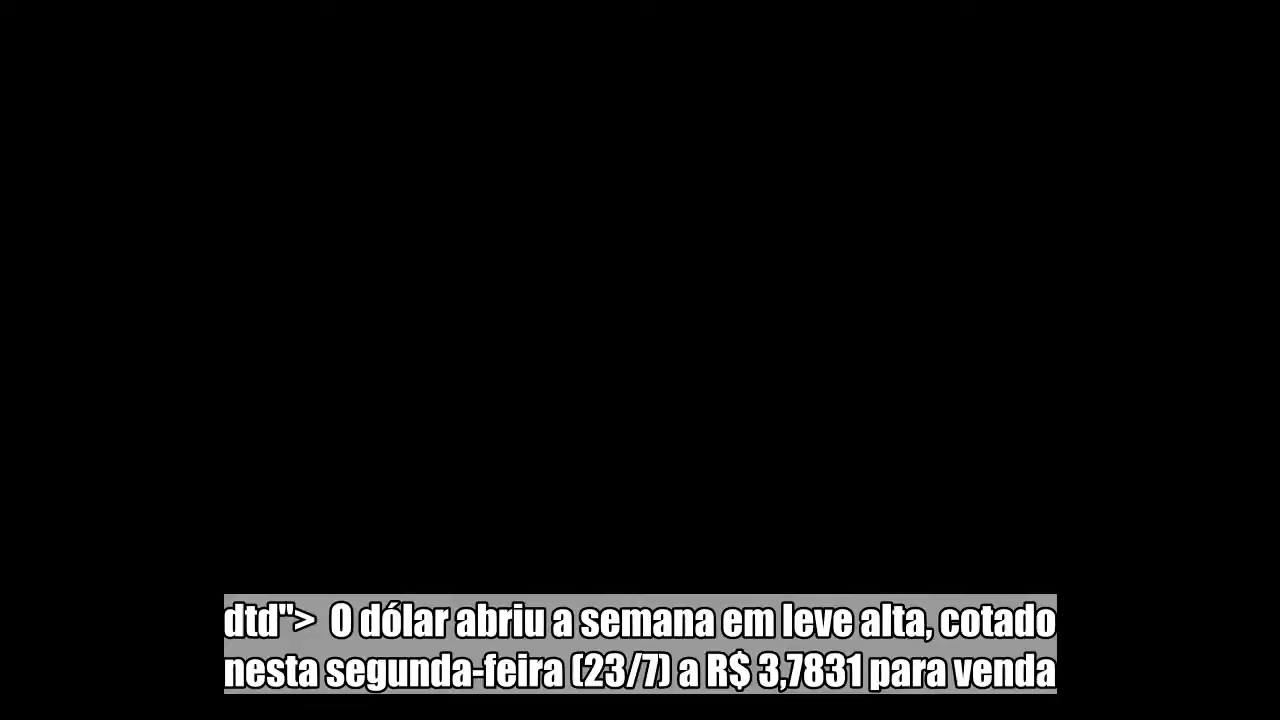 dtd"> O dólar abriu a semana em leve alta, cotado
nesta segunda-feira (23/7) a R$ 3,7831 para venda